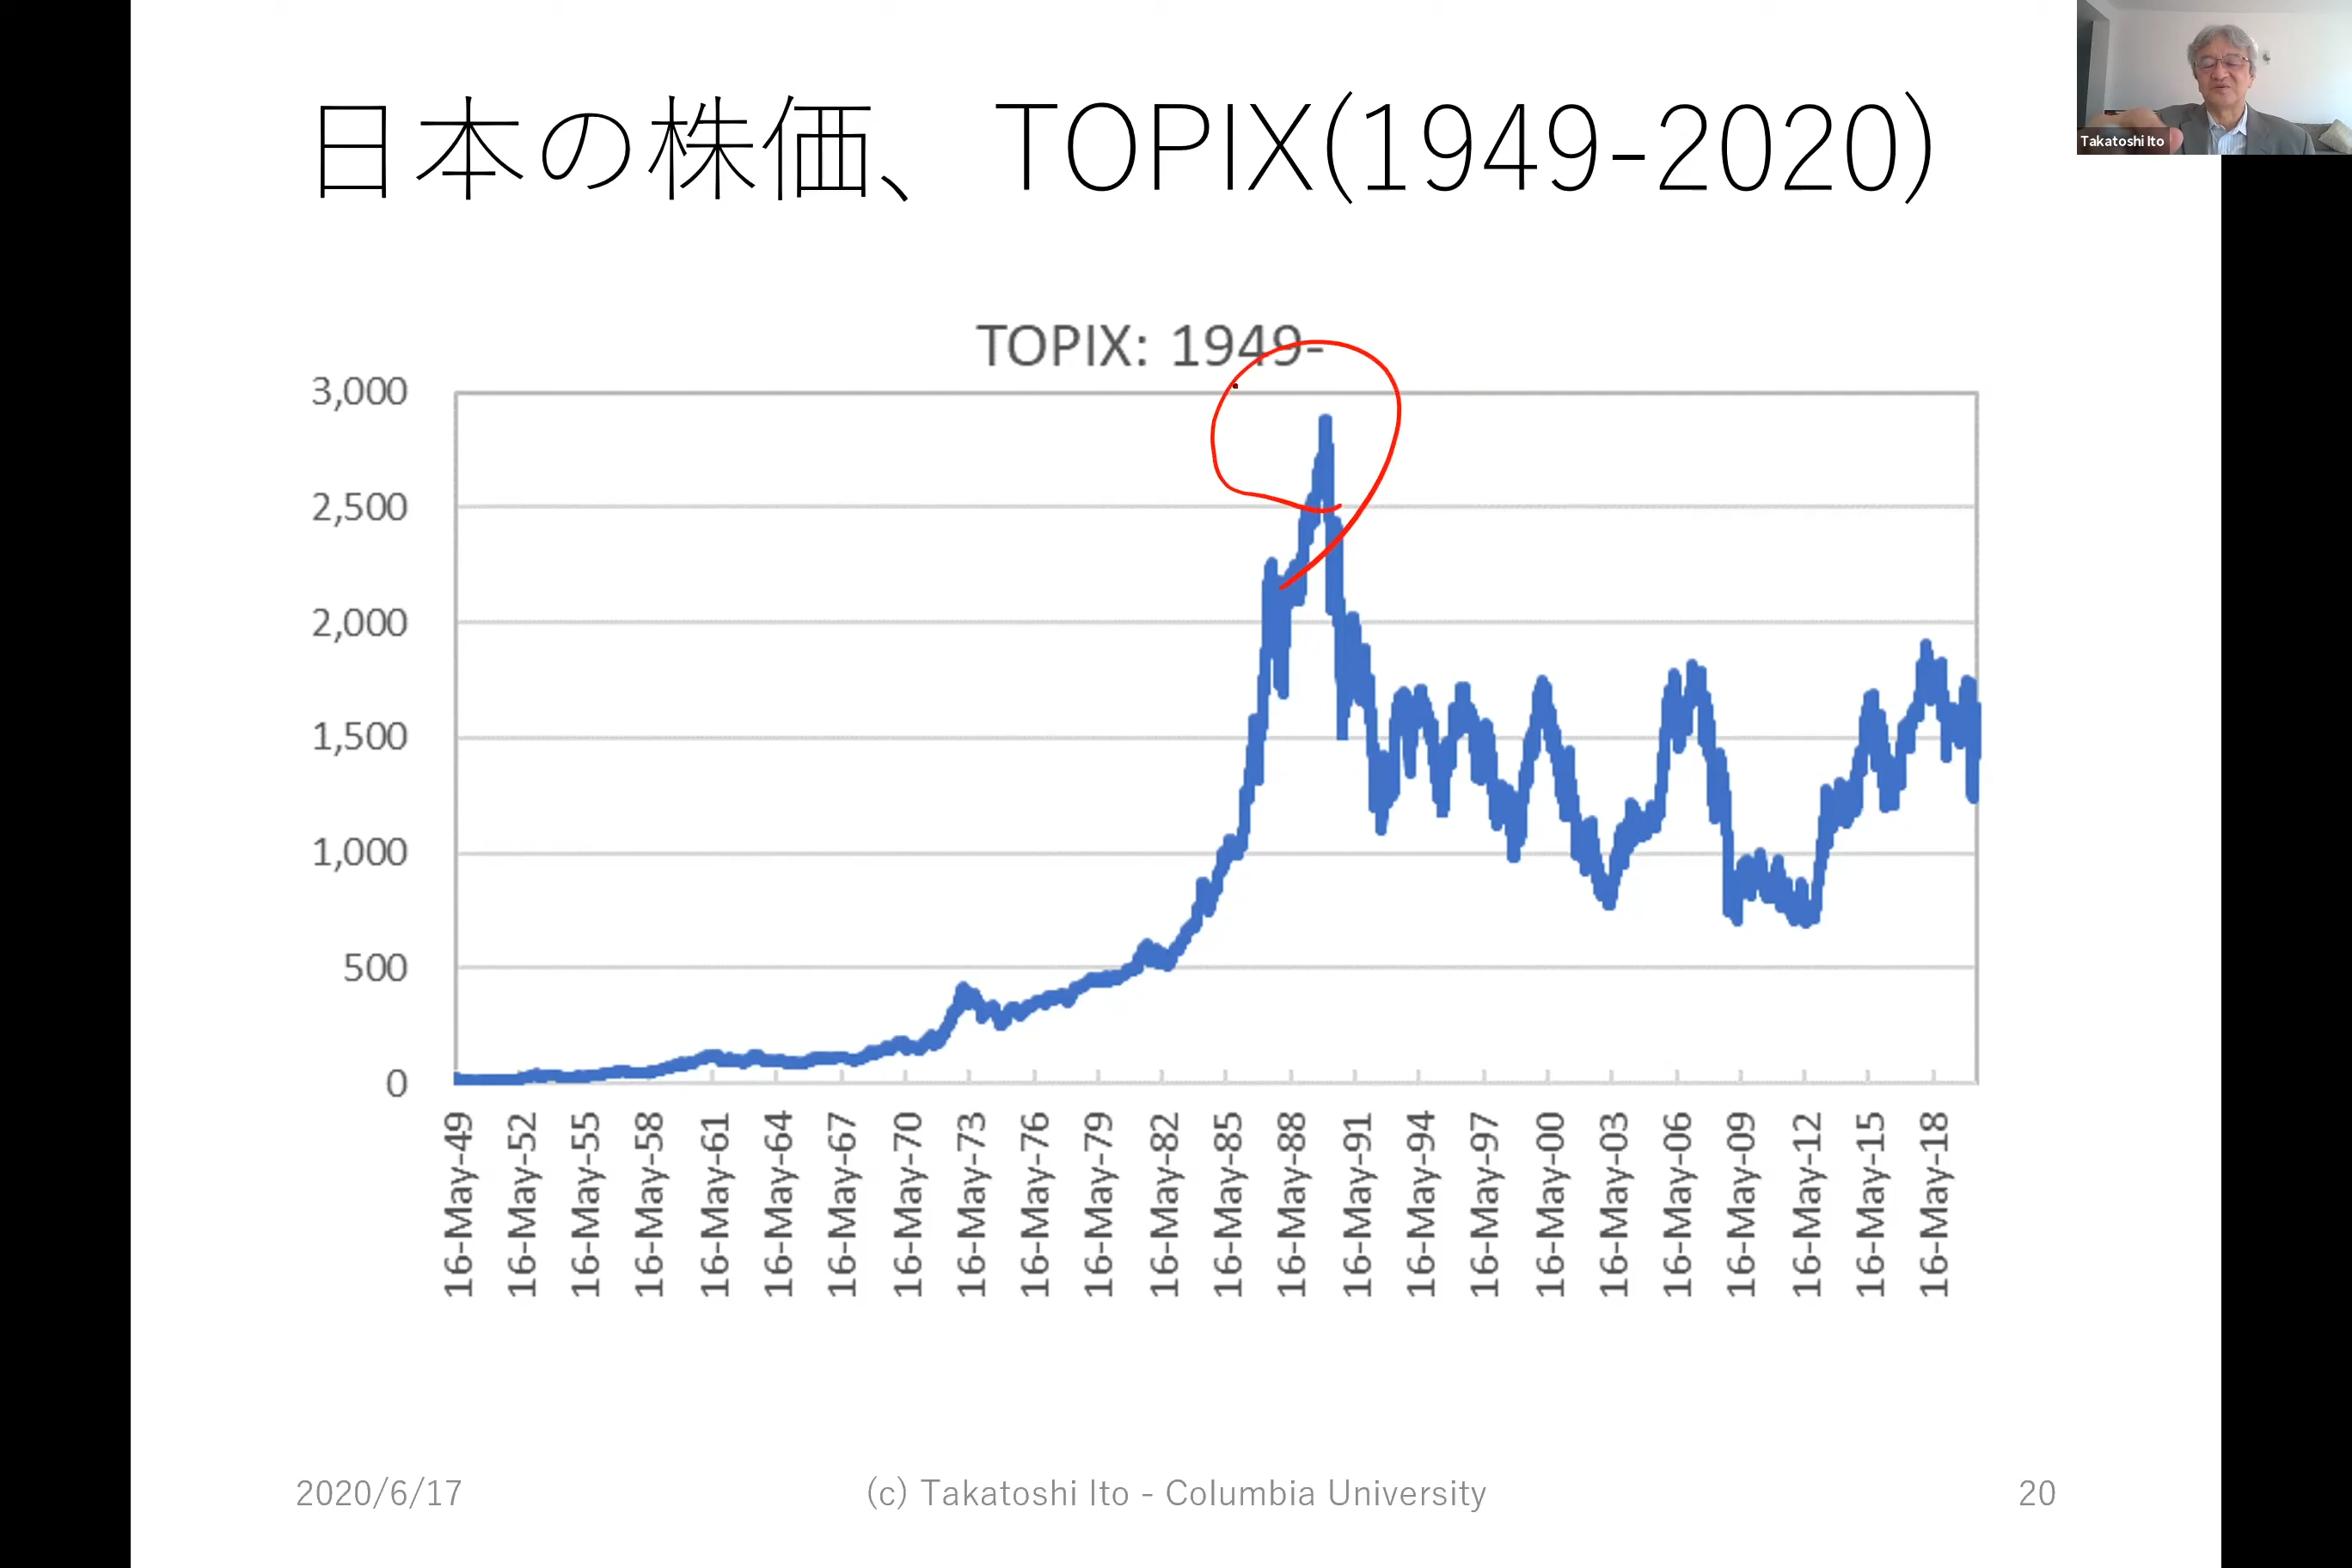 日本の株価、 TOPIX(1949-2020)
Takatoshi Ito
TOPIX: 1949-
3,000
2,500
2,000
1,500
1,000
500
0
16-May-49
16-May-52
16-May-55
16-May-58
16-May-61
16-May-64
16-May-67
16-May-70
16-May-73
16-May-76
16-May-79
16-May-82
16-May-85
16-May-88
16-May-91
16-May-94
16-May-97
16-May-00
16-May-03
16-May-06
16-May-09
16-May-12
16-May-15
16-May-18
2020/6/17
(c) Takatoshi Ito - Columbia University
20